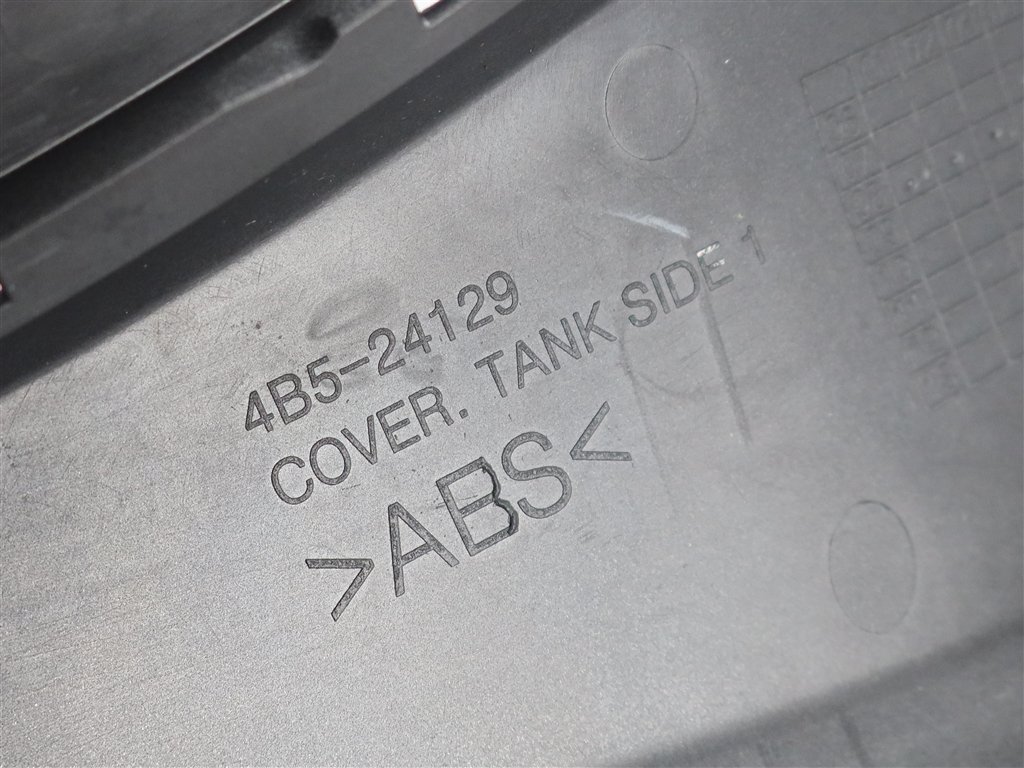 4B5-24129
COVER. TANK SIDE 1
>ABS<